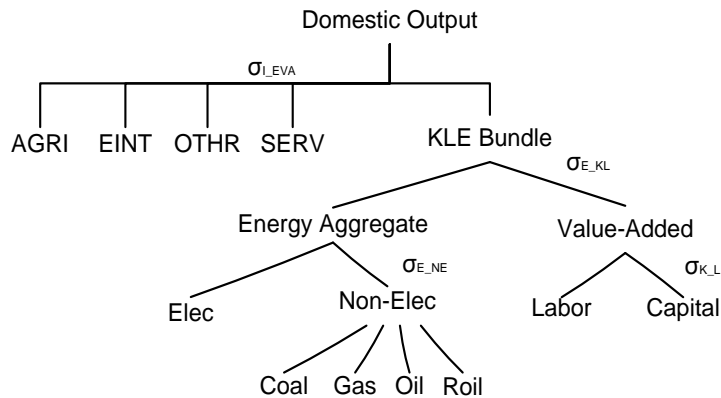 Domestic Output
σI_EVA
AGRI EINT OTHR SERV KLE Bundle
σE_KL
Energy Aggregate Value-Added
σE_NE σK_L
Elec Non-Elec Labor Capital
Coal Gas Oil Roil